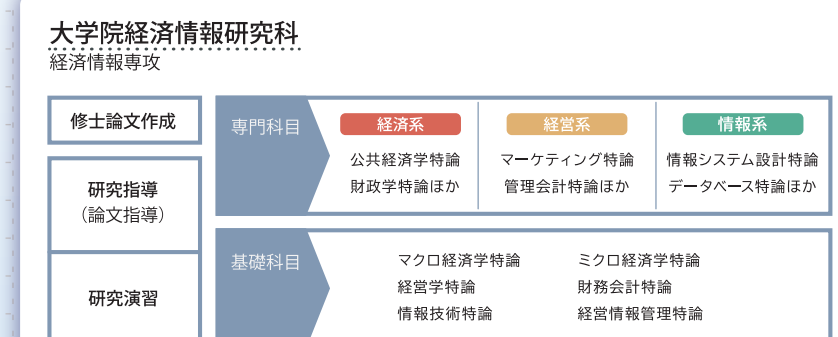 大学院経済情報研究科
経済情報専攻
修士論文作成
研究指導
（論文指導）
研究演習
専門科目
経済系
公共経済学特論
財政学特論ほか
経営系
マーケティング特論
管理会計特論ほか
情報系
情報システム設計特論
データベース特論ほか
基礎科目
マクロ経済学特論
ミクロ経済学特論
経営学特論
財務会計特論
情報技術特論
経営情報管理特論